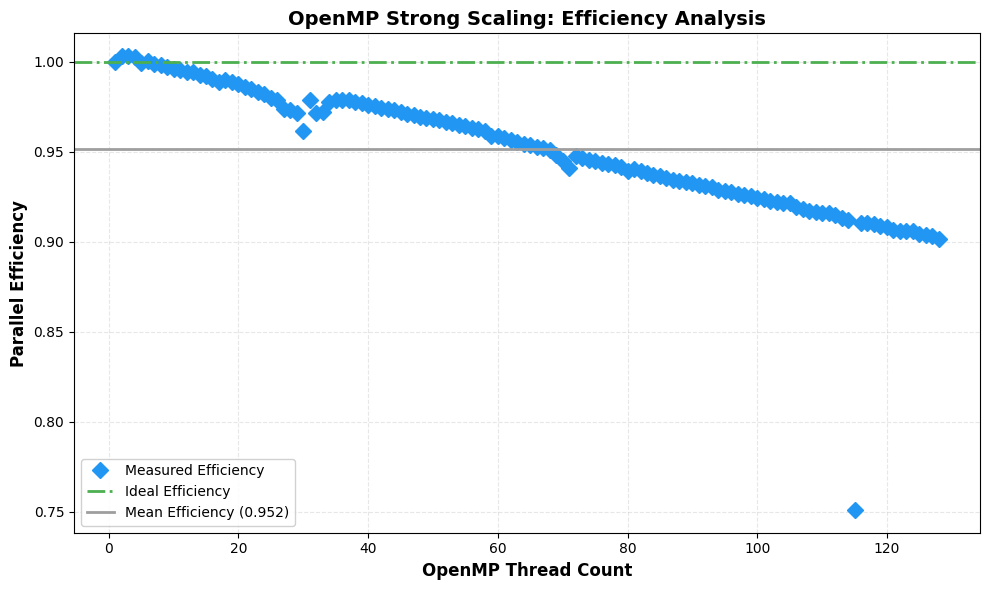 OpenMP Strong Scaling: Efficiency Analysis
Parallel Efficiency
1.00
0.95
0.90
0.85
0.80
0.75
Measured Efficiency
Ideal Efficiency
Mean Efficiency (0.952)
0 20 40 60 80 100 120
OpenMP Thread Count